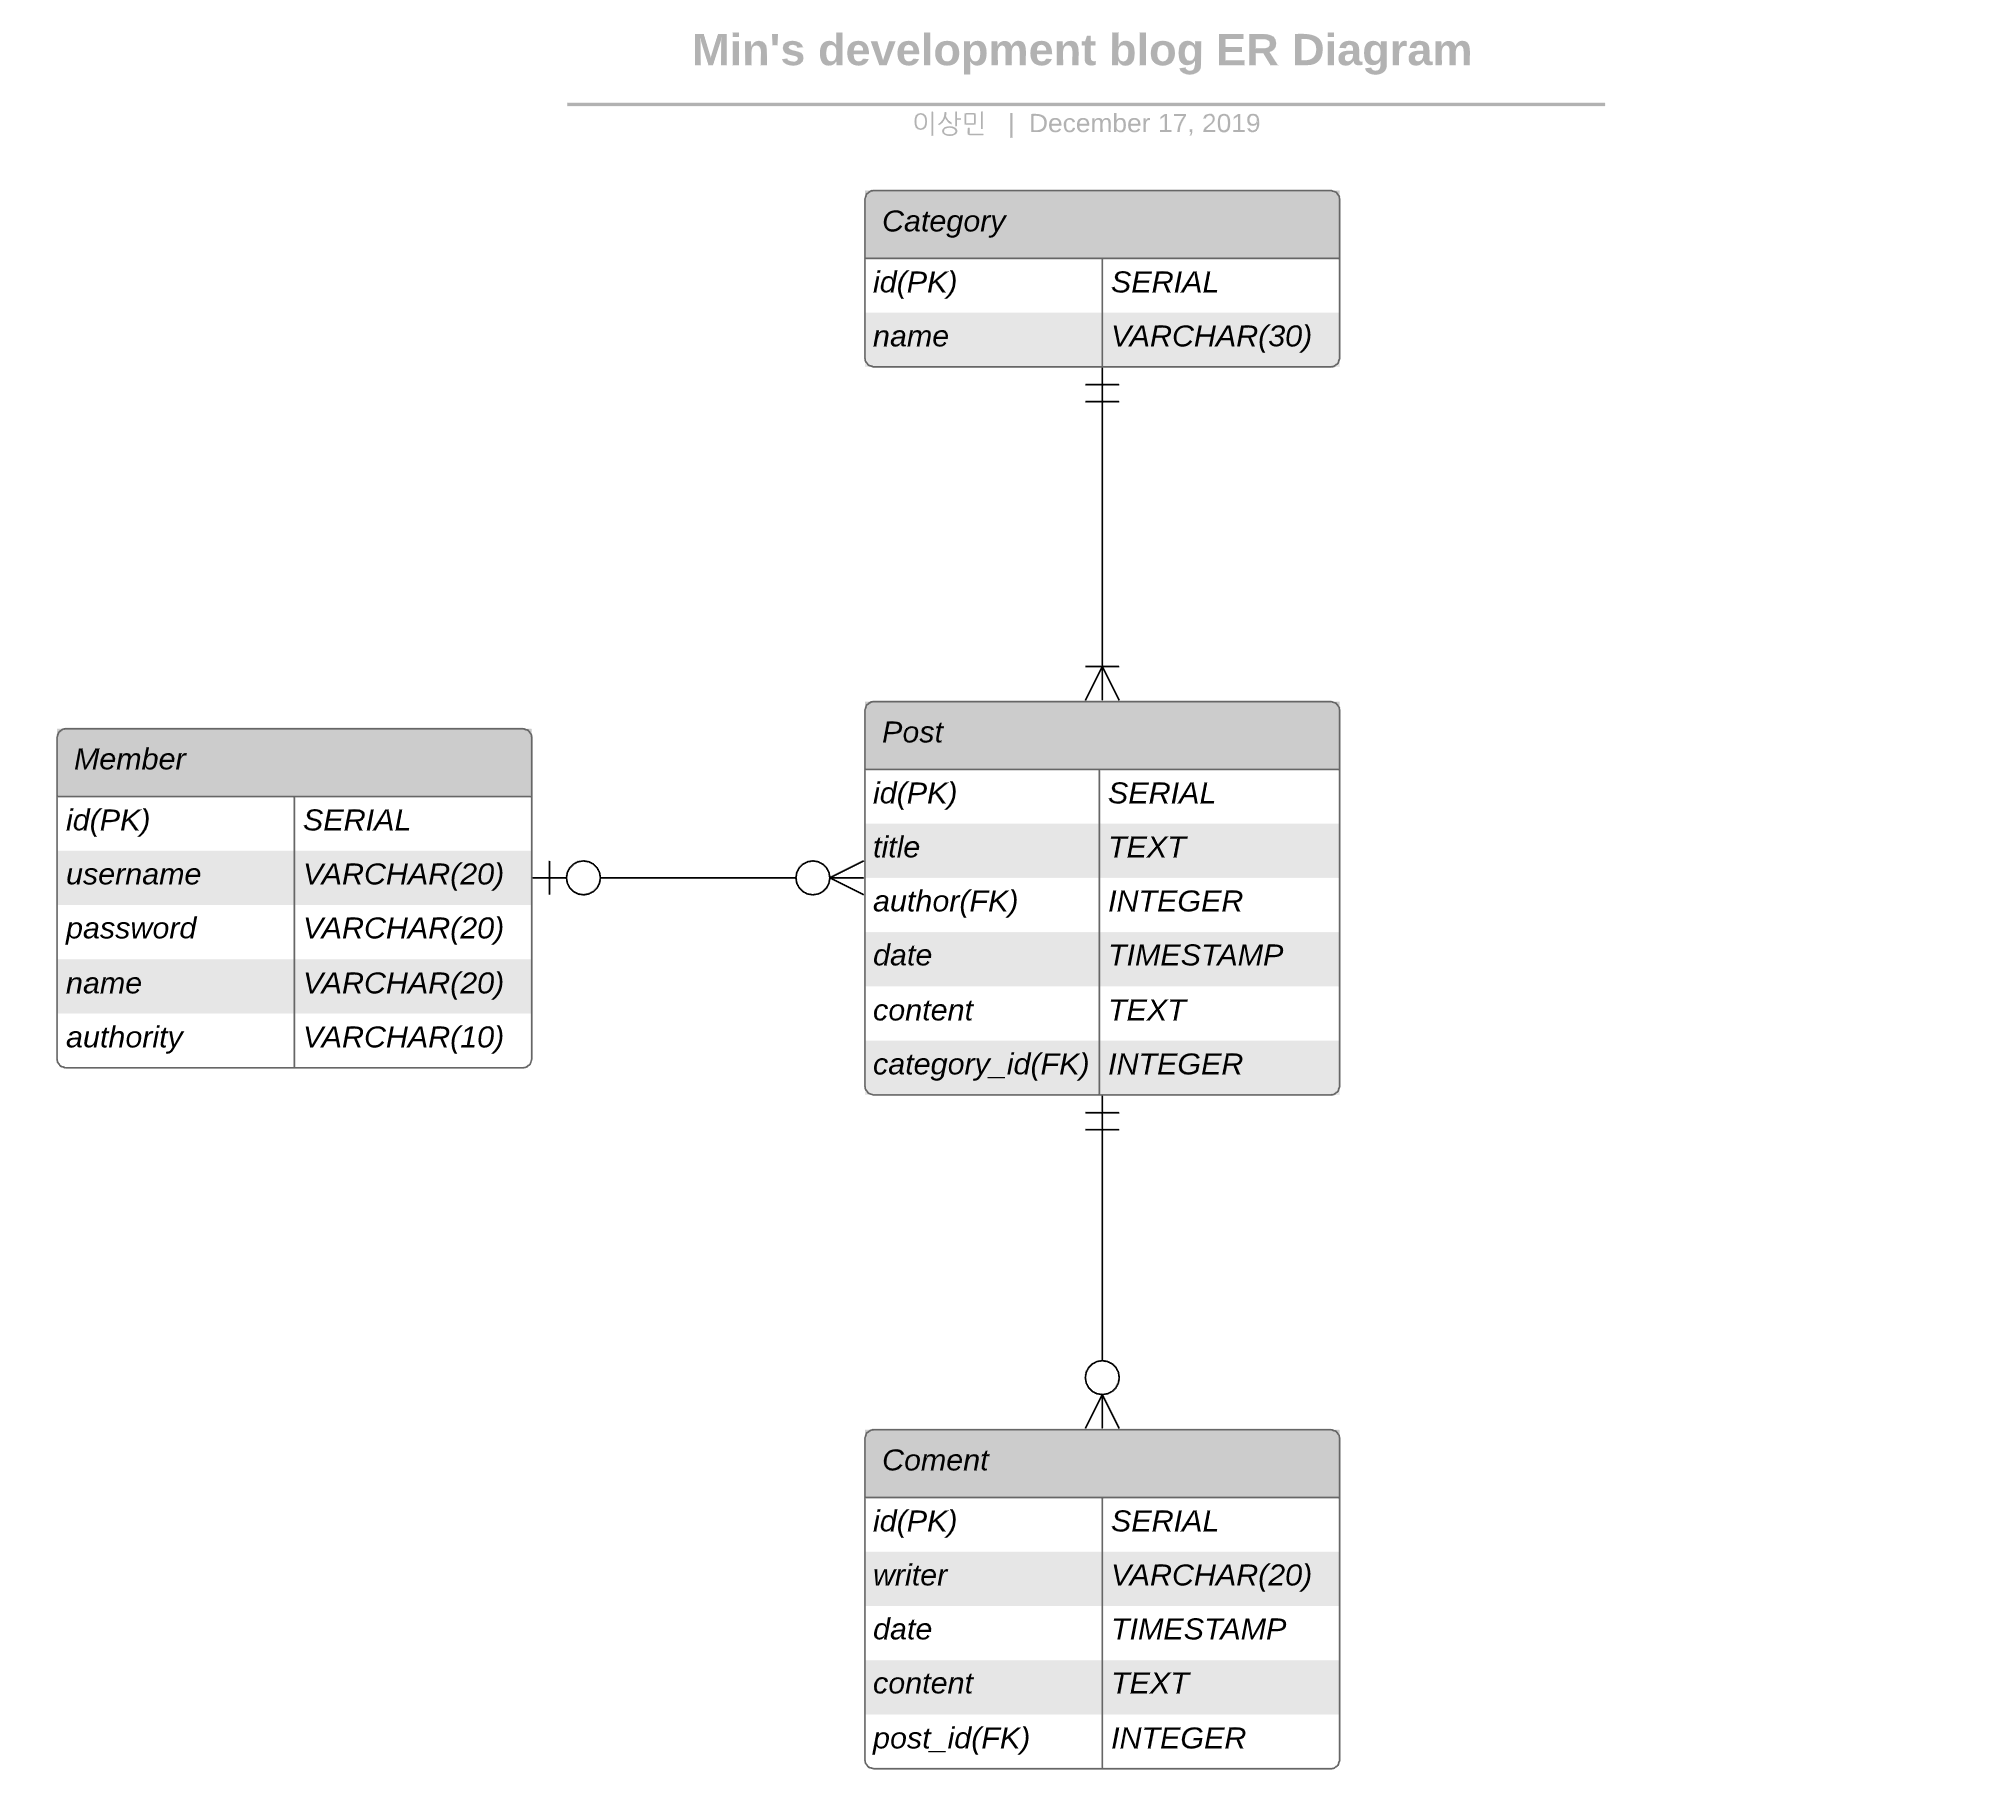 Min's development blog ER Diagram
이상민 | December 17, 2019
Category
id(PK) SERIAL
name VARCHAR(30)
Member
id(PK) SERIAL
username VARCHAR(20)
password VARCHAR(20)
name VARCHAR(20)
authority VARCHAR(10)
Post
id(PK) SERIAL
title TEXT
author(FK) INTEGER
date TIMESTAMP
content TEXT
category_id(FK) INTEGER
Coment
id(PK) SERIAL
writer VARCHAR(20)
date TIMESTAMP
content TEXT
post_id(FK) INTEGER